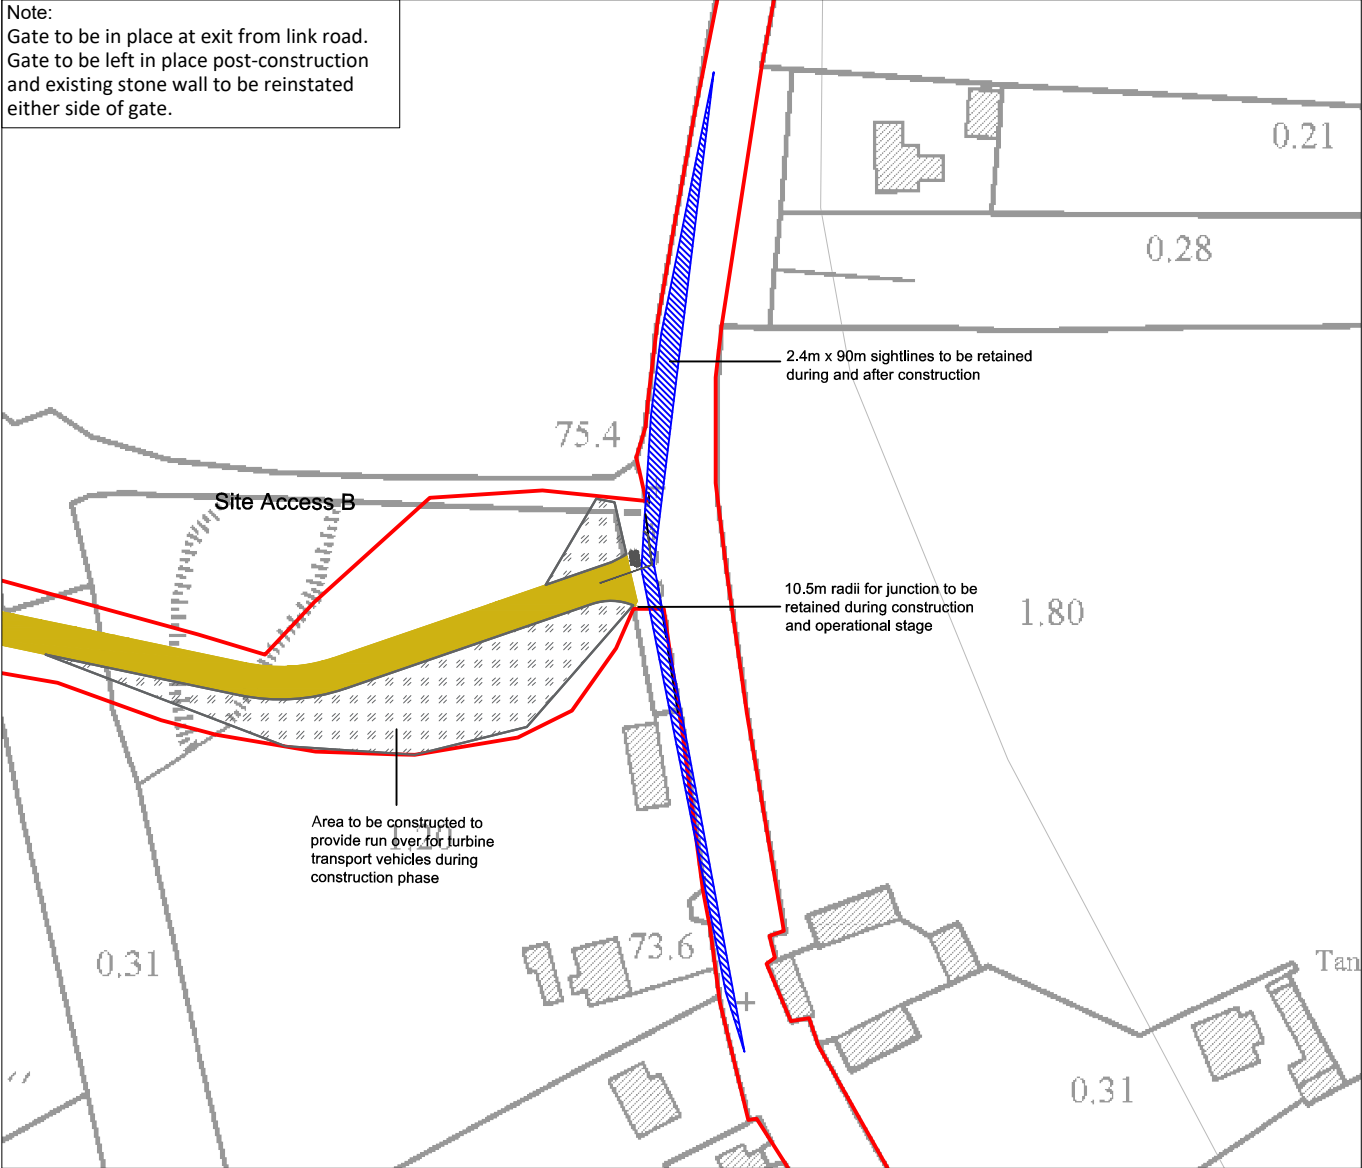 Note:
Gate to be in place at exit from link road.
Gate to be left in place post-construction
and existing stone wall to be reinstated
either side of gate.
0.21
0.28
2.4m x 90m sightlines to be retained
during and after construction
75.4
Site Access B
10.5m radii for junction to be
retained during construction
and operational stage
1.80
Area to be constructed to
provide run over for turbine
transport vehicles during
construction phase
1.20
73.6
0.31
Tan
0.31